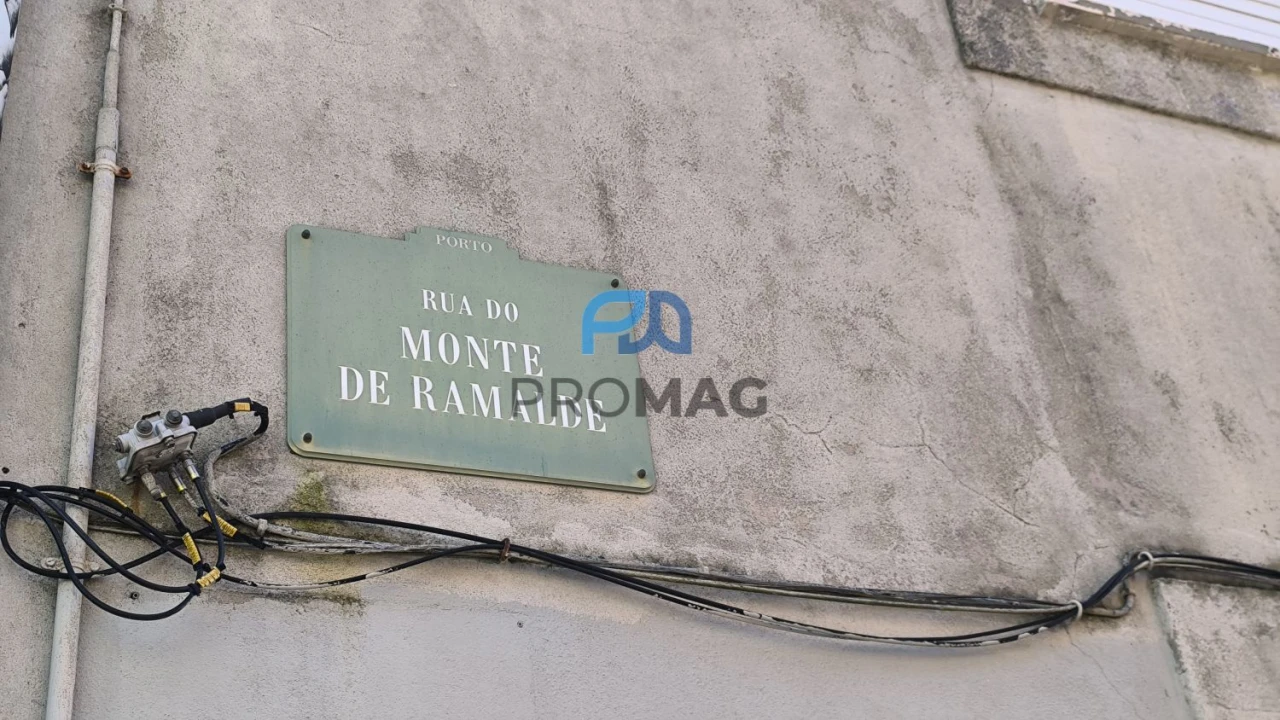 PORTO
RUA DO
MONTE
DE RAMALDE
PROMAG